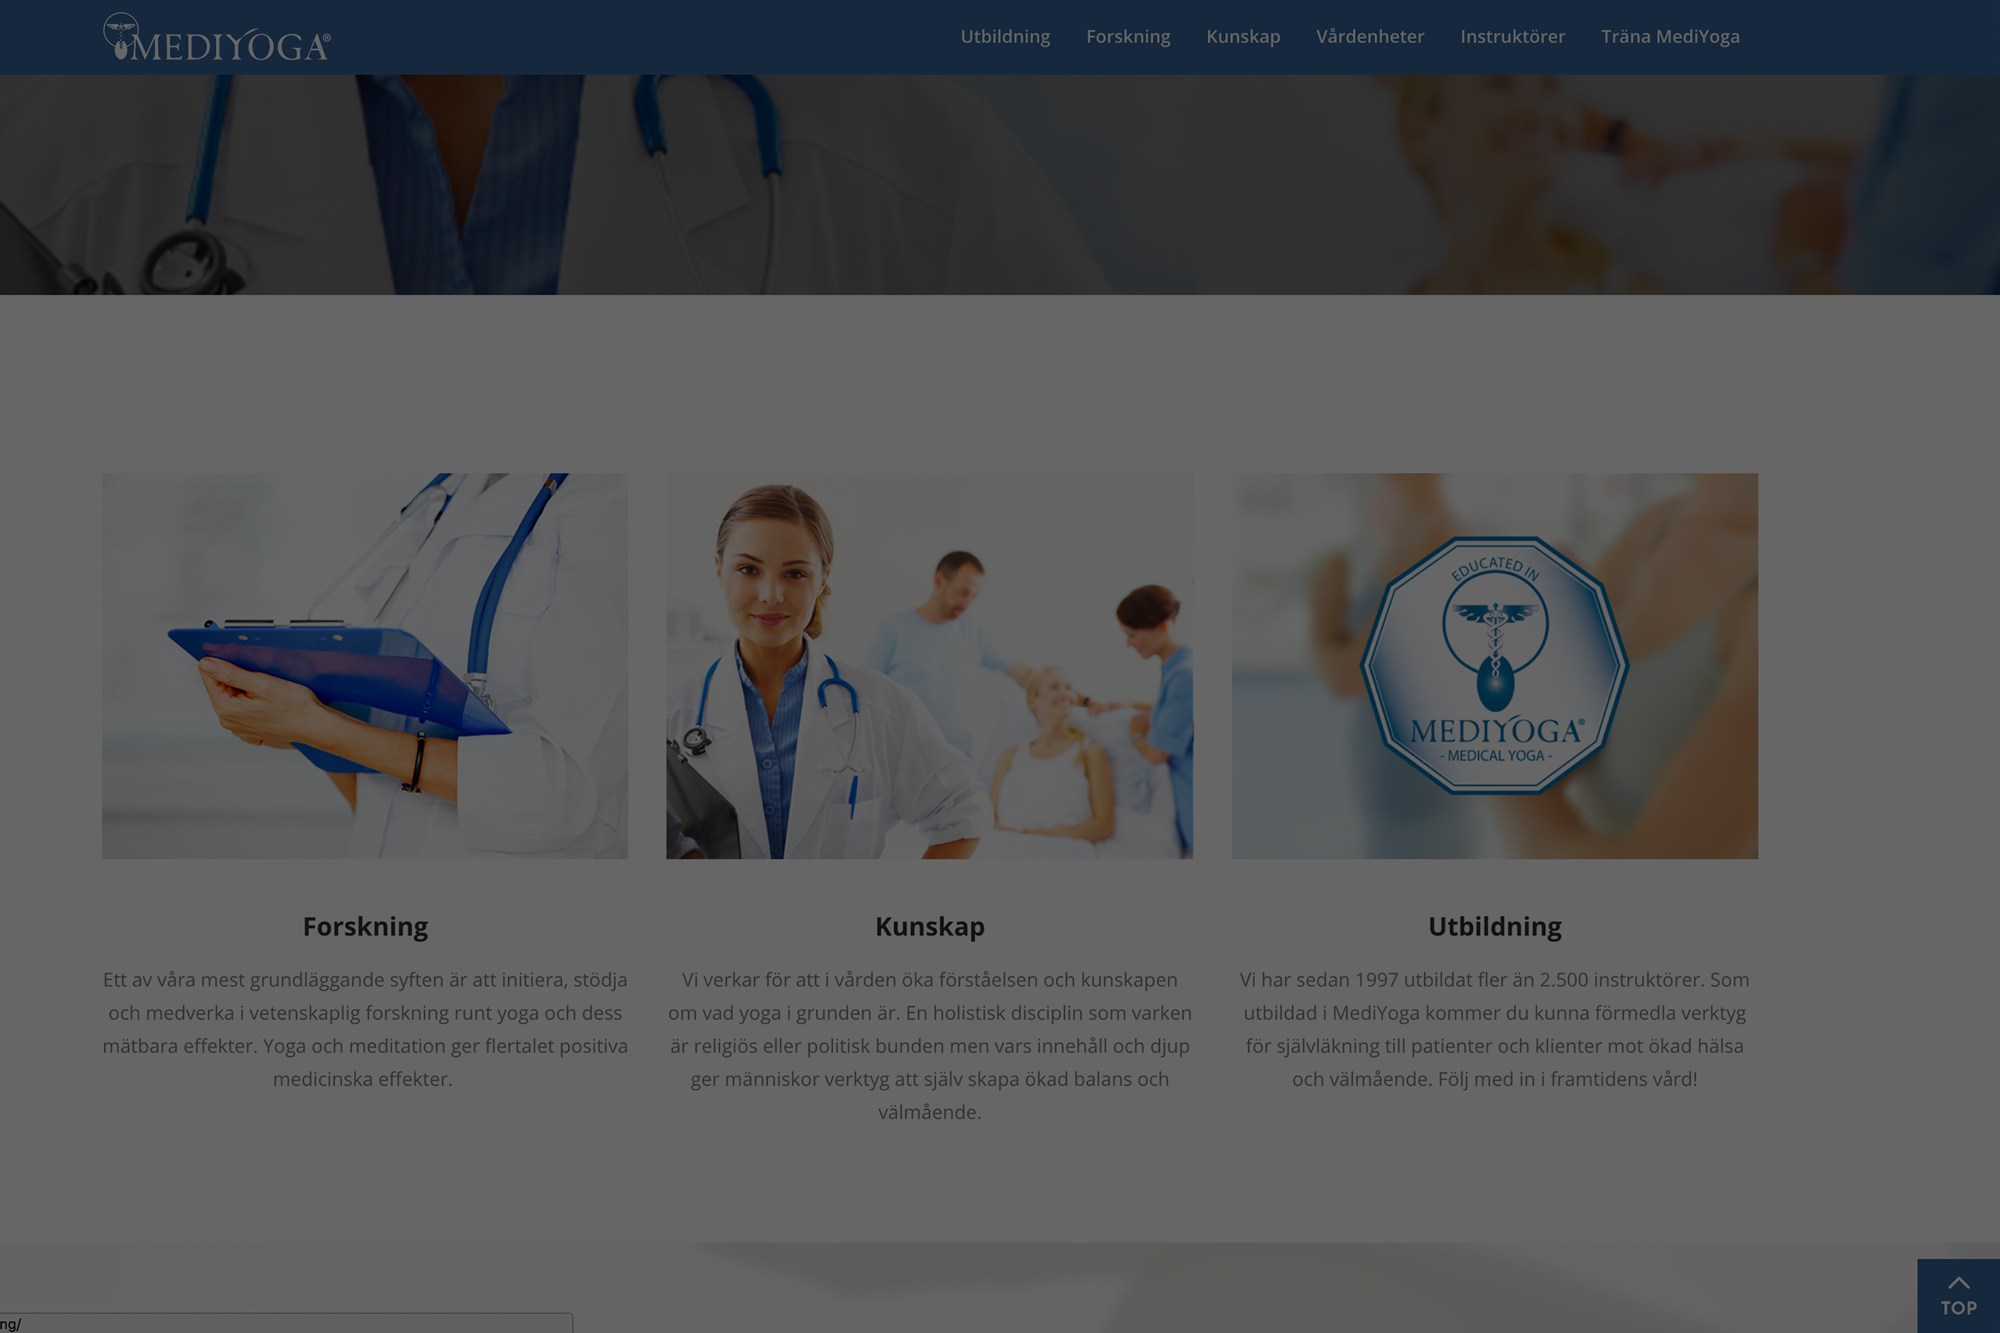 MEDIYOGA®
Utbildning Forskning Kunskap Vårdenheter Instruktörer Träna MediYoga
EDUCATED IN
MEDIYOGA®
- MEDICAL YOGA -
Forskning
Ett av våra mest grundläggande syften är att initiera, stödja
och medverka i vetenskaplig forskning runt yoga och dess
mätbara effekter. Yoga och meditation ger flertalet positiva
medicinska effekter.
Kunskap
Vi verkar för att i vården öka förståelsen och kunskapen
om vad yoga i grunden är. En holistisk disciplin som varken
är religiös eller politisk bunden men vars innehåll och djup
ger människor verktyg att själv skapa ökad balans och
välmående.
Utbildning
Vi har sedan 1997 utbildat fler än 2.500 instruktörer. Som
utbildad i MediYoga kommer du kunna förmedla verktyg
för självläkning till patienter och klienter mot ökad hälsa
och välmående. Följ med in i framtidens vård!
TOP
ng/